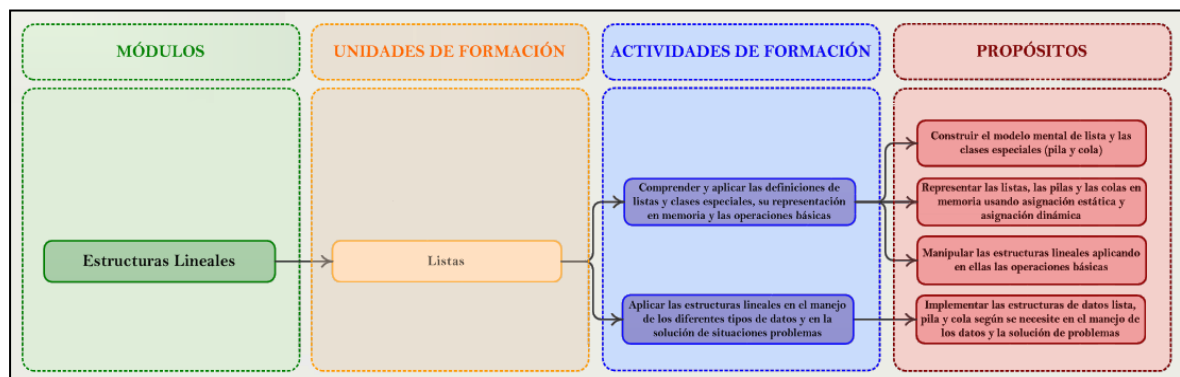 MÓDULOS
UNIDADES DE FORMACIÓN
ACTIVIDADES DE FORMACIÓN
PROPÓSITOS
Estructuras Lineales
Listas
Comprender y aplicar las definiciones de
listas y clases especiales, su representación
en memoria y las operaciones básicas
Aplicar las estructuras lineales en el manejo
de los diferentes tipos de datos y en la
solución de situaciones problemas
Construir el modelo mental de lista y las
clases especiales (pila y cola)
Representar las listas, las pilas y las colas en
memoria usando asignación estática y
asignación dinámica
Manipular las estructuras lineales aplicando
en ellas las operaciones básicas
Implementar las estructuras de datos lista,
pila y cola según se necesite en el manejo de
los datos y la solución de problemas